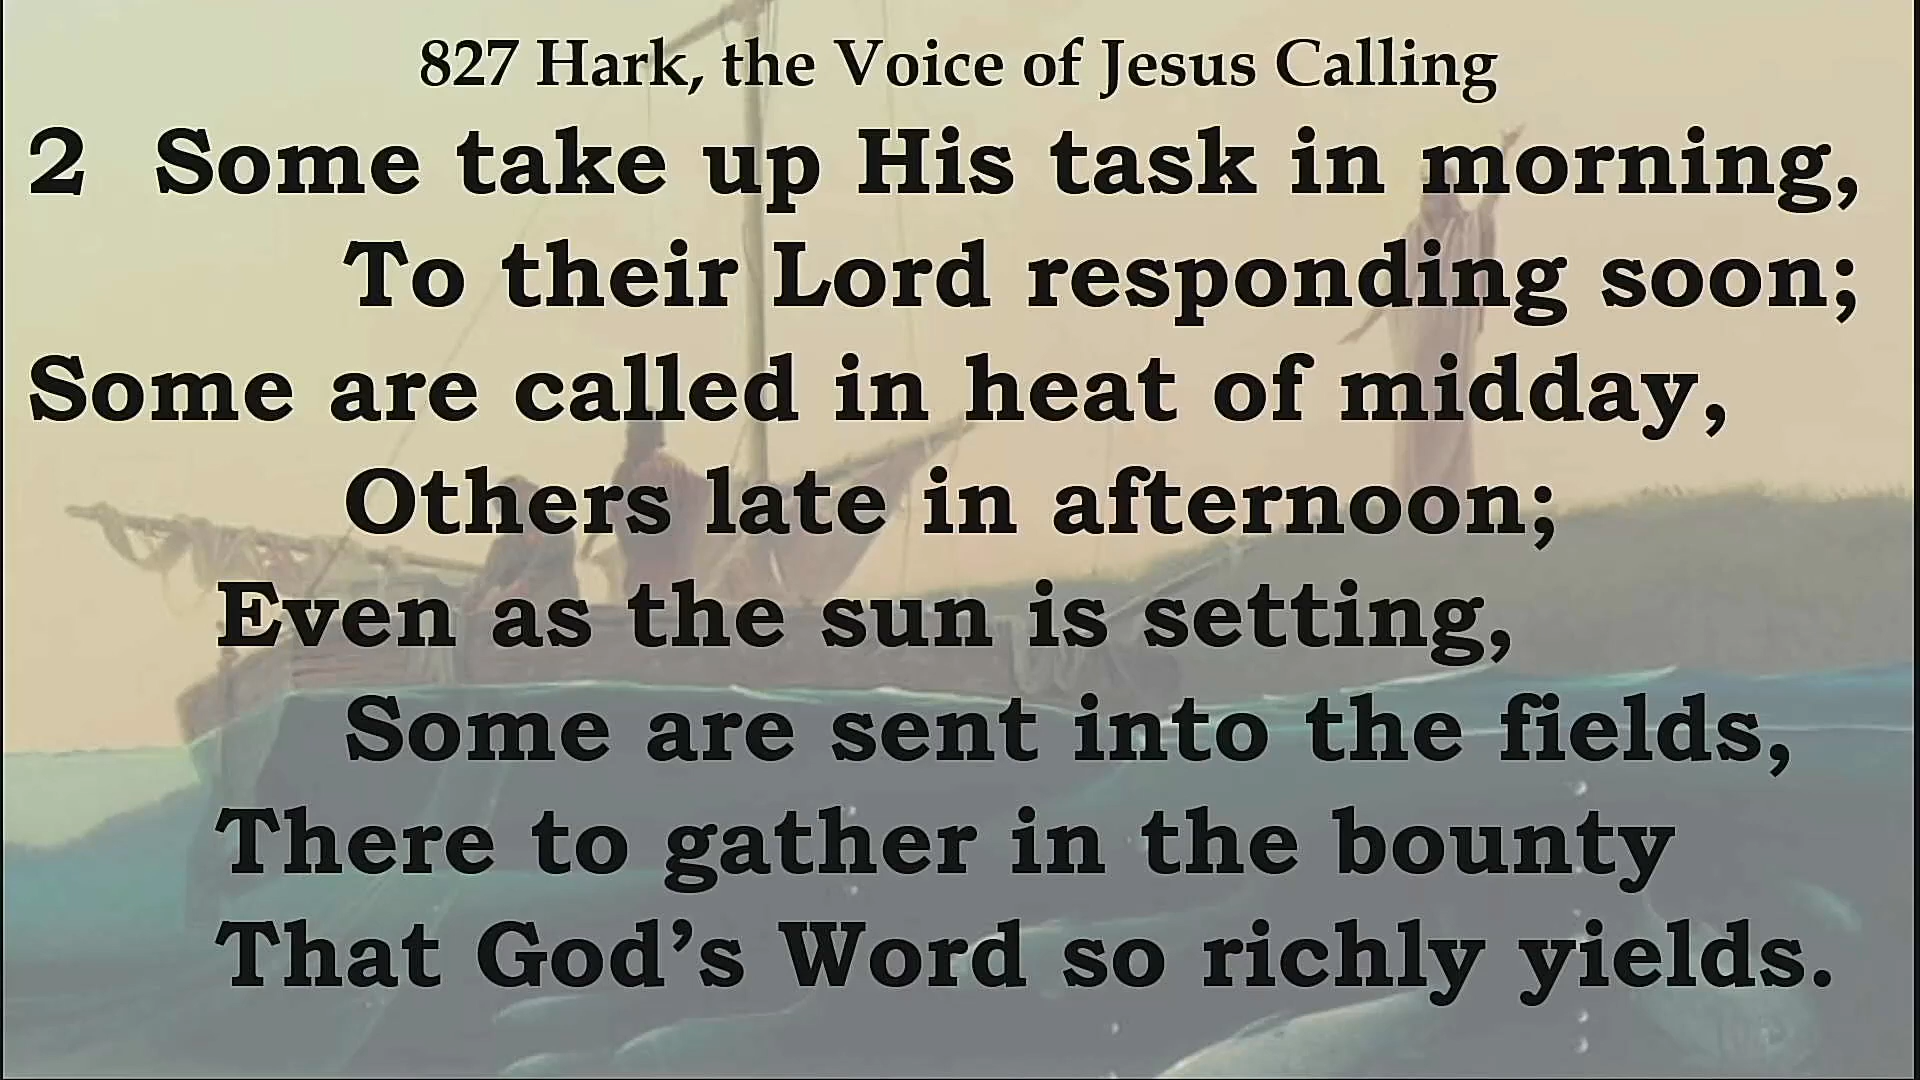 827 Hark, the Voice of Jesus Calling
2 Some take up His task in morning,
To their Lord responding soon;
Some are called in heat of midday,
Others late in afternoon;
Even as the sun is setting,
Some are sent into the fields,
There to gather in the bounty
That God’s Word so richly yields.